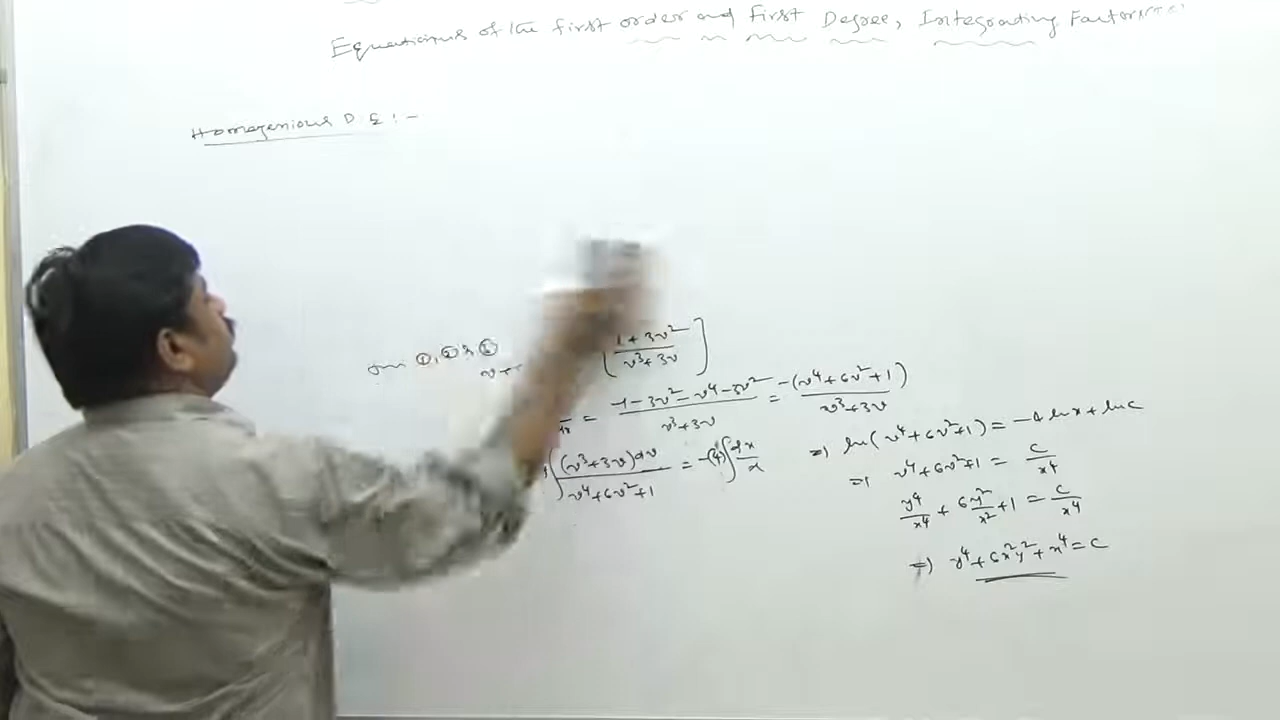 Equations of the first order and First Degree, Integrating Factors
Homogenious D E : -
①, ② & ③
[(1 + 3v²)/(v³ + 3v)]
= (-1 - 3v² - v⁴ - 3v²)/(v³ + 3v) = -(v⁴ + 6v² + 1)/(v³ + 3v)
∫ (v³ + 3v) dv/(v⁴ + 6v² + 1) = -(4) ∫ dx/x
⇒ ln(v⁴ + 6v² + 1) = -4 ln x + ln c
⇒ v⁴ + 6v² + 1 = c/x⁴
y⁴/x⁴ + 6 y²/x² + 1 = c/x⁴
⇒ y⁴ + 6x²y² + x⁴ = c